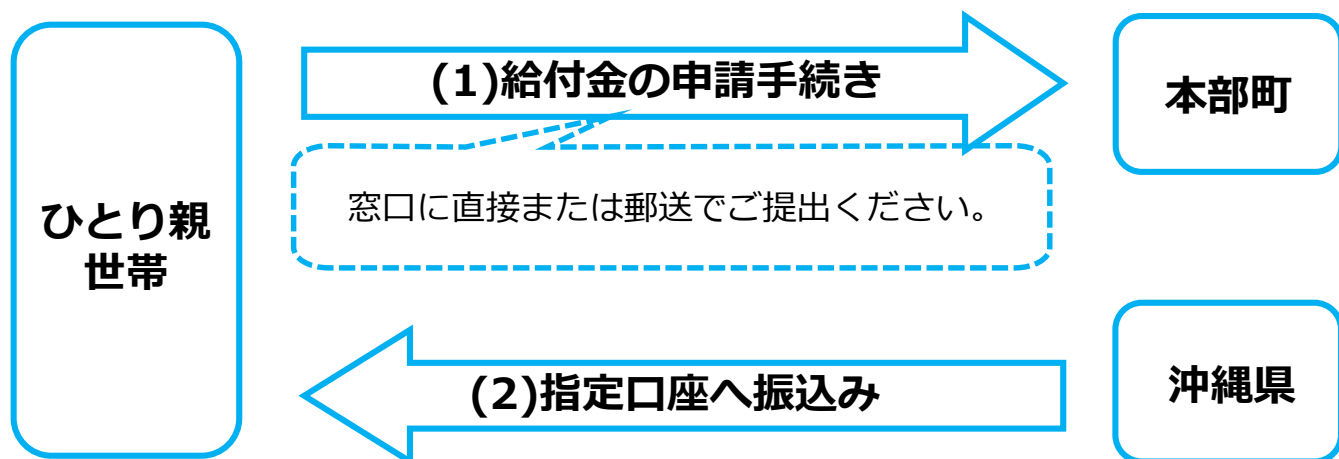 (1)給付金の申請手続き
本部町
窓口に直接または郵送でご提出ください。
ひとり親
世帯
(2)指定口座へ振込み
沖縄県